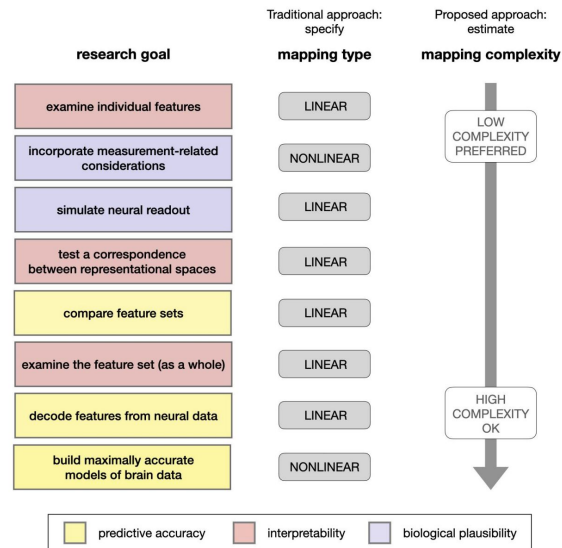 Traditional approach:
specify
Proposed approach:
estimate
research goal
mapping type
mapping complexity
examine individual features
LINEAR
LOW
COMPLEXITY
PREFERRED
incorporate measurement-related
considerations
NONLINEAR
simulate neural readout
LINEAR
test a correspondence
between representational spaces
LINEAR
compare feature sets
LINEAR
examine the feature set (as a whole)
LINEAR
decode features from neural data
LINEAR
HIGH
COMPLEXITY
OK
build maximally accurate
models of brain data
NONLINEAR
predictive accuracy
interpretability
biological plausibility